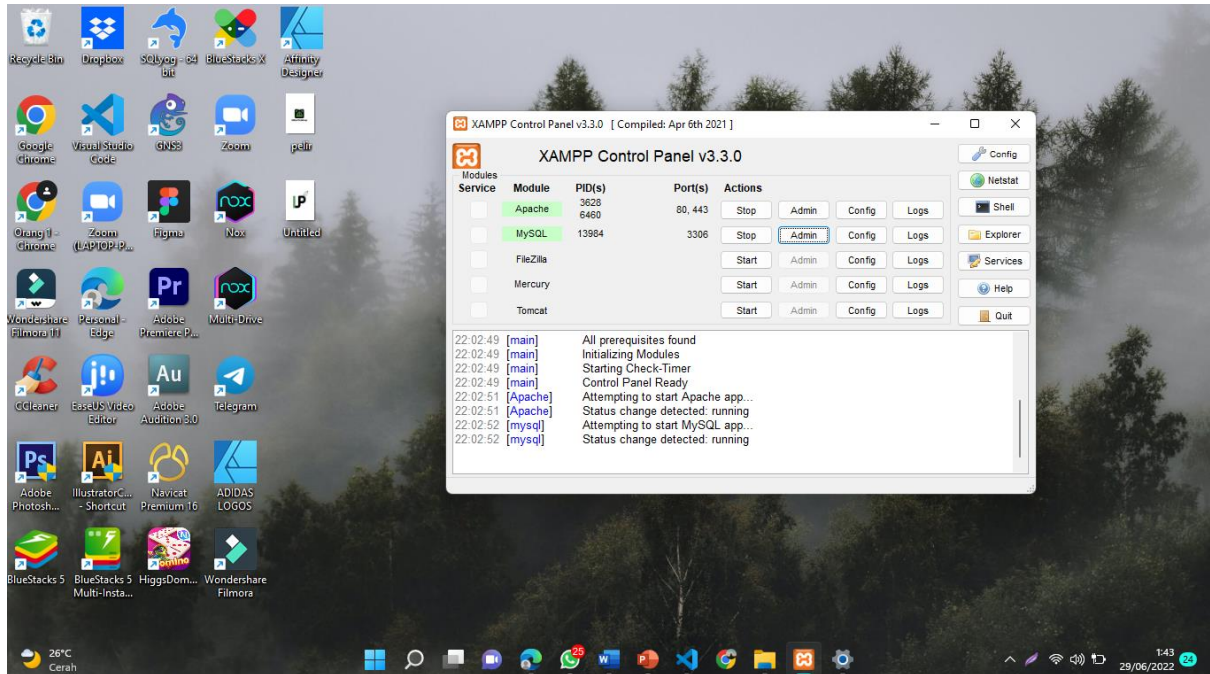 Recycle Bin
Dropbox
SQLyog - 64 bit
BlueStacks X
Affinity Designer
Google Chrome
Visual Studio Code
GNS3
Zoom
pelir
Orang 1 - Chrome
Zoom (LAPTOP-P...
Figma
nox
Nox
UP
Untitled
Wondershare Filmora 11
Personal - Edge
Pr
Adobe Premiere P...
nox
Multi-Drive
CCleaner
EaseUS Video Editor
Au
Adobe Audition 3.0
Telegram
Ps
Adobe Photosh...
Ai
IllustratorC... - Shortcut
Navicat Premium 16
ADIDAS LOGOS
BlueStacks 5
BlueStacks 5 Multi-Insta...
HiggsDom...
Wondershare Filmora
XAMPP Control Panel v3.3.0 [ Compiled: Apr 6th 2021 ]
XAMPP Control Panel v3.3.0
Config
Modules
Netstat
Service Module PID(s) Port(s) Actions
Shell
Apache 3628 6460 80, 443 Stop Admin Config Logs
MySQL 13984 3306 Stop Admin Config Logs
Explorer
FileZilla Start Admin Config Logs
Services
Mercury Start Admin Config Logs
Help
Tomcat Start Admin Config Logs
Quit
22:02:49 [main] All prerequisites found
22:02:49 [main] Initializing Modules
22:02:49 [main] Starting Check-Timer
22:02:49 [main] Control Panel Ready
22:02:51 [Apache] Attempting to start Apache app...
22:02:51 [Apache] Status change detected: running
22:02:52 [mysql] Attempting to start MySQL app...
22:02:52 [mysql] Status change detected: running
26°C
Cerah
25
1:43
29/06/2022
24